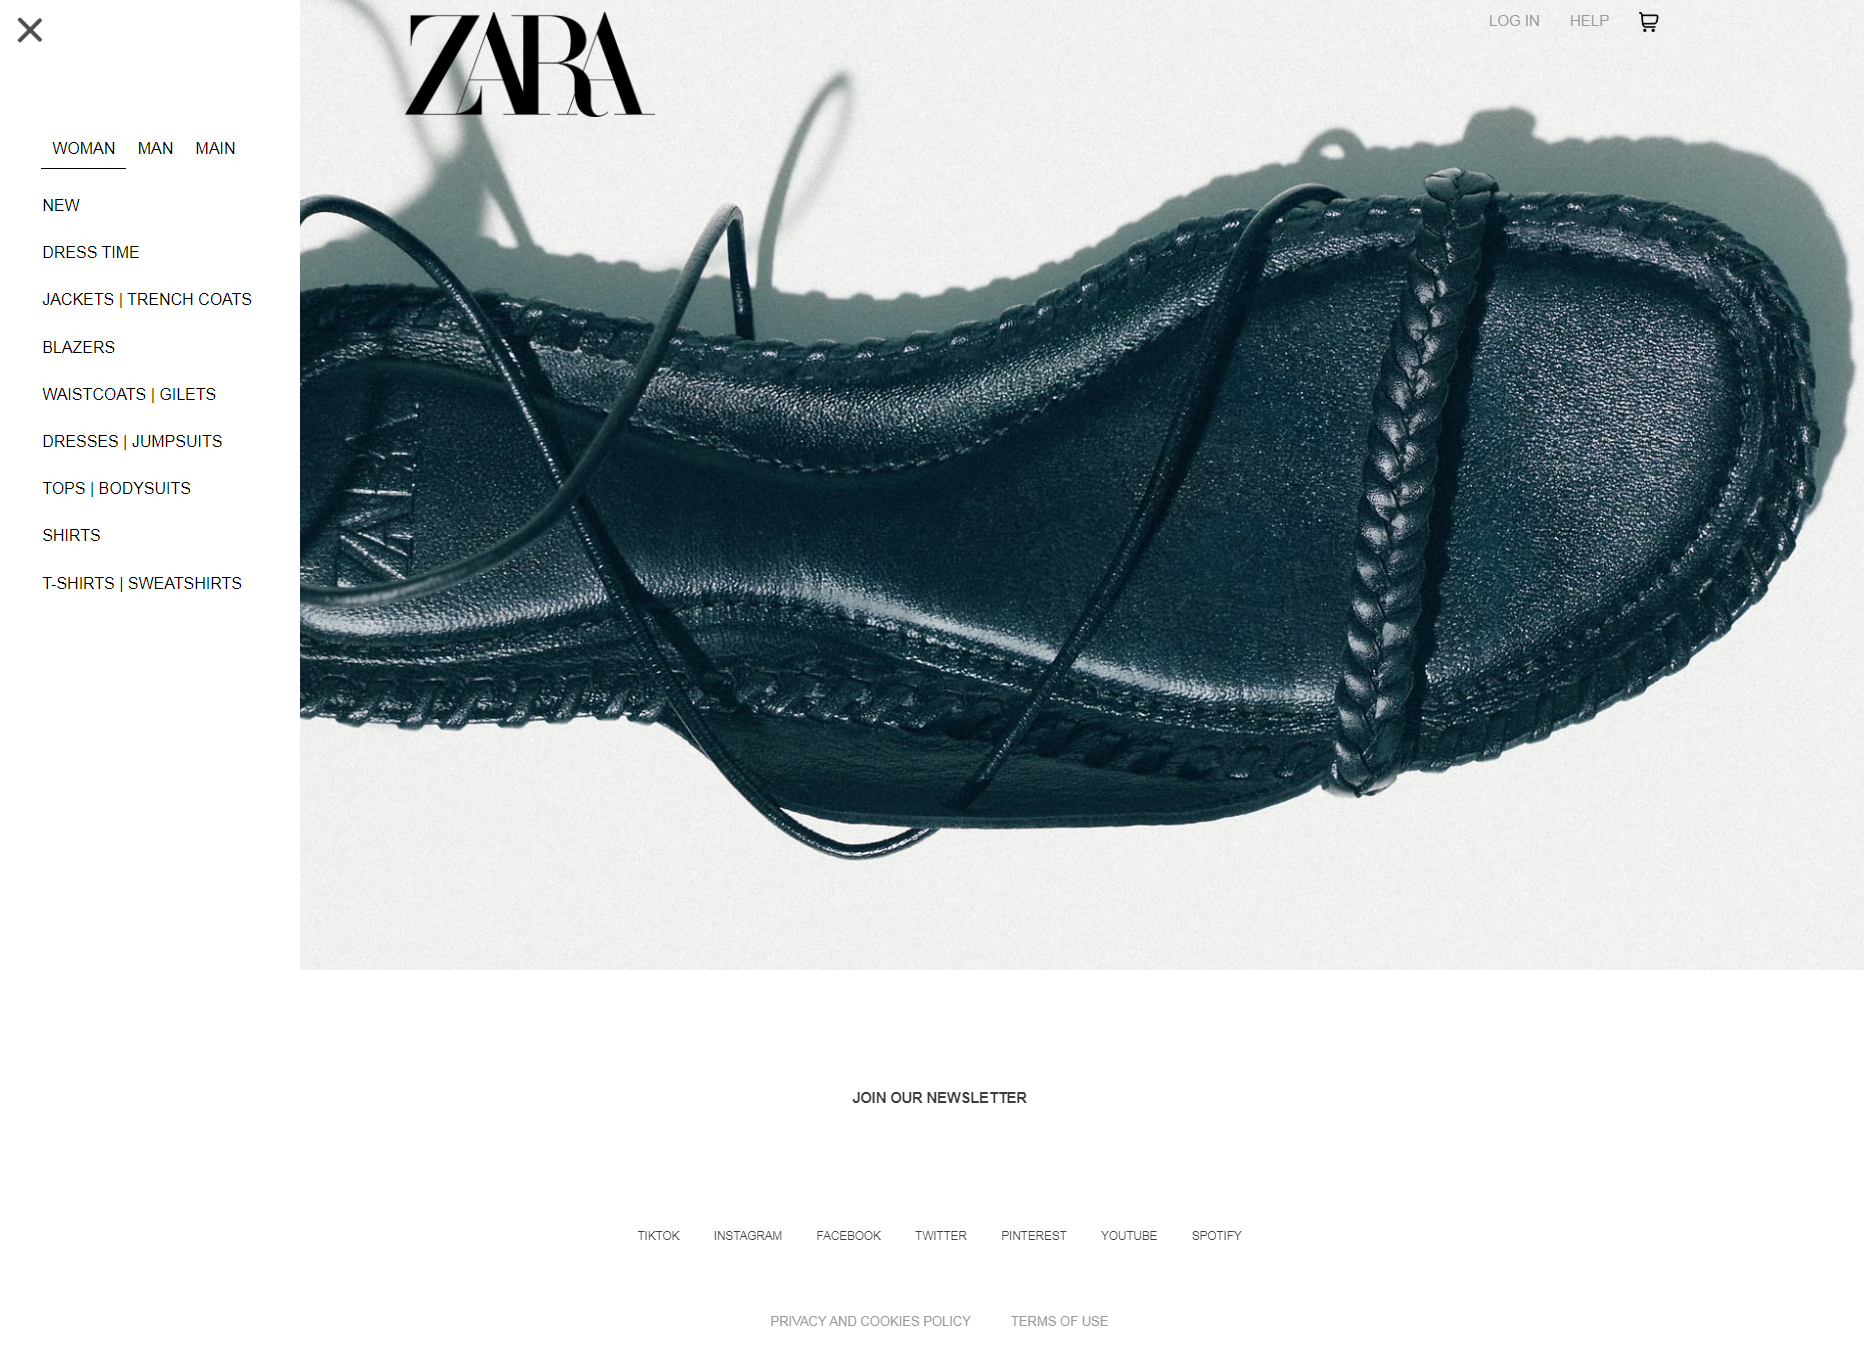 ZARA
LOG IN HELP
WOMAN MAN MAIN
NEW
DRESS TIME
JACKETS | TRENCH COATS
BLAZERS
WAISTCOATS | GILETS
DRESSES | JUMPSUITS
TOPS | BODYSUITS
SHIRTS
T-SHIRTS | SWEATSHIRTS
ZARA
JOIN OUR NEWSLETTER
TIKTOK INSTAGRAM FACEBOOK TWITTER PINTEREST YOUTUBE SPOTIFY
PRIVACY AND COOKIES POLICY TERMS OF USE